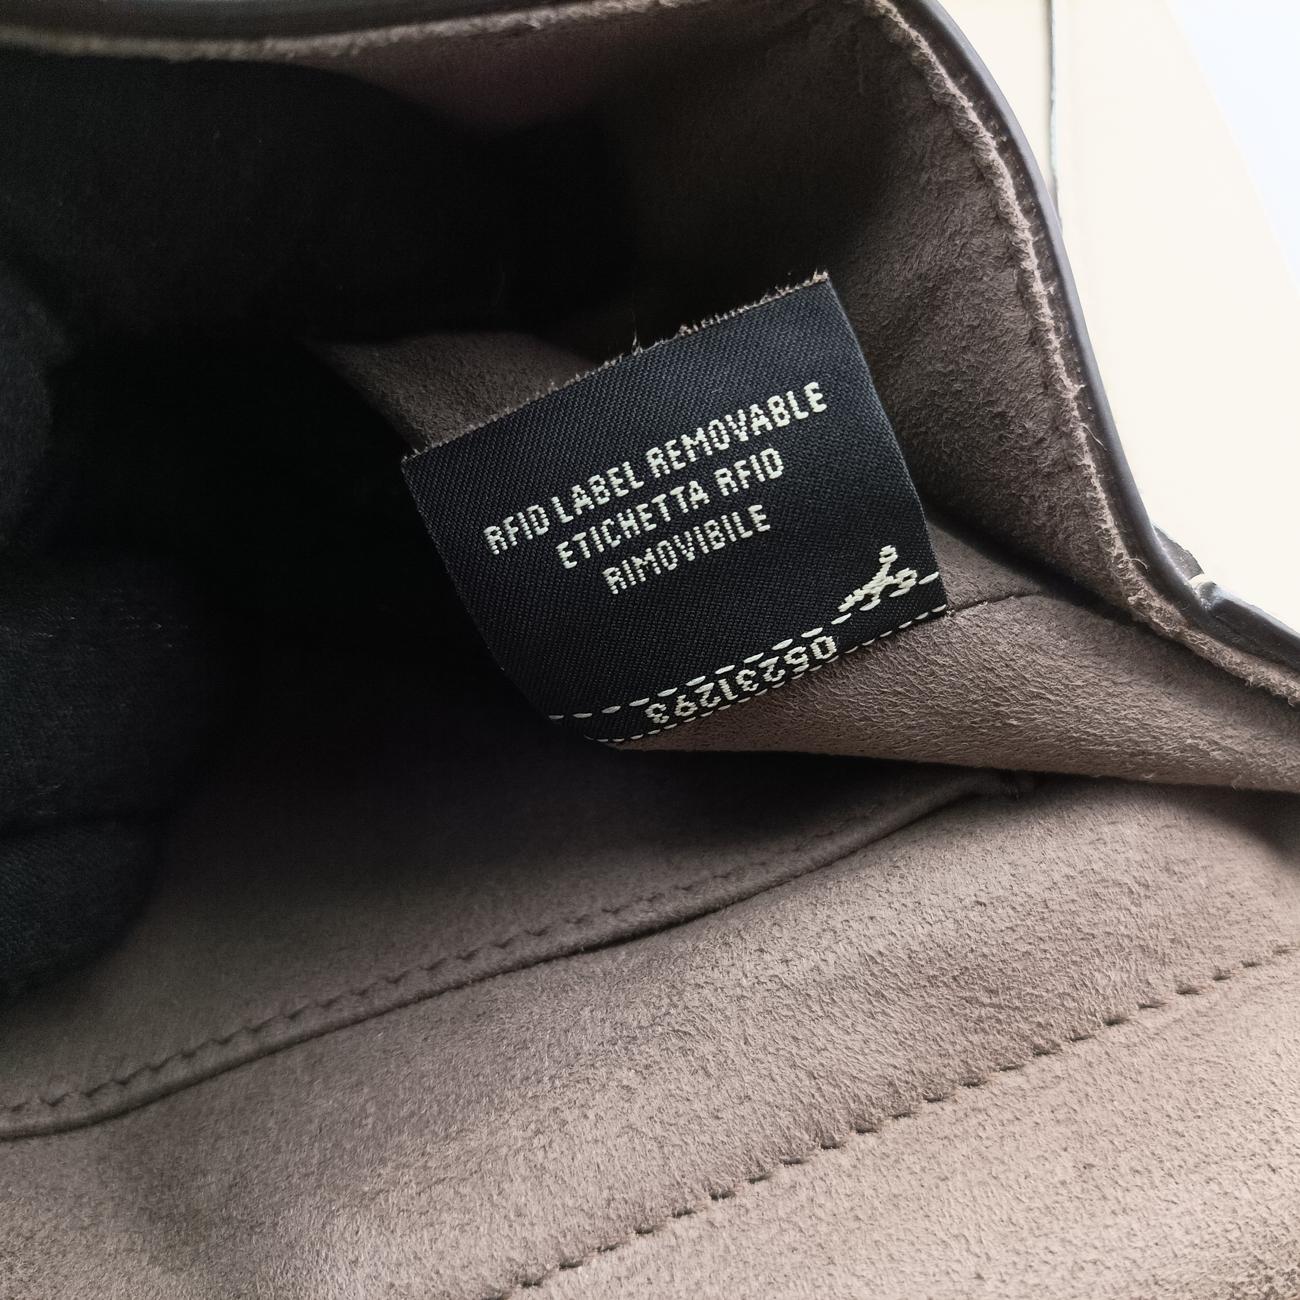 RFID LABEL REMOVABLE
ETICHETTA RFID
RIMOVIBILE
05231293